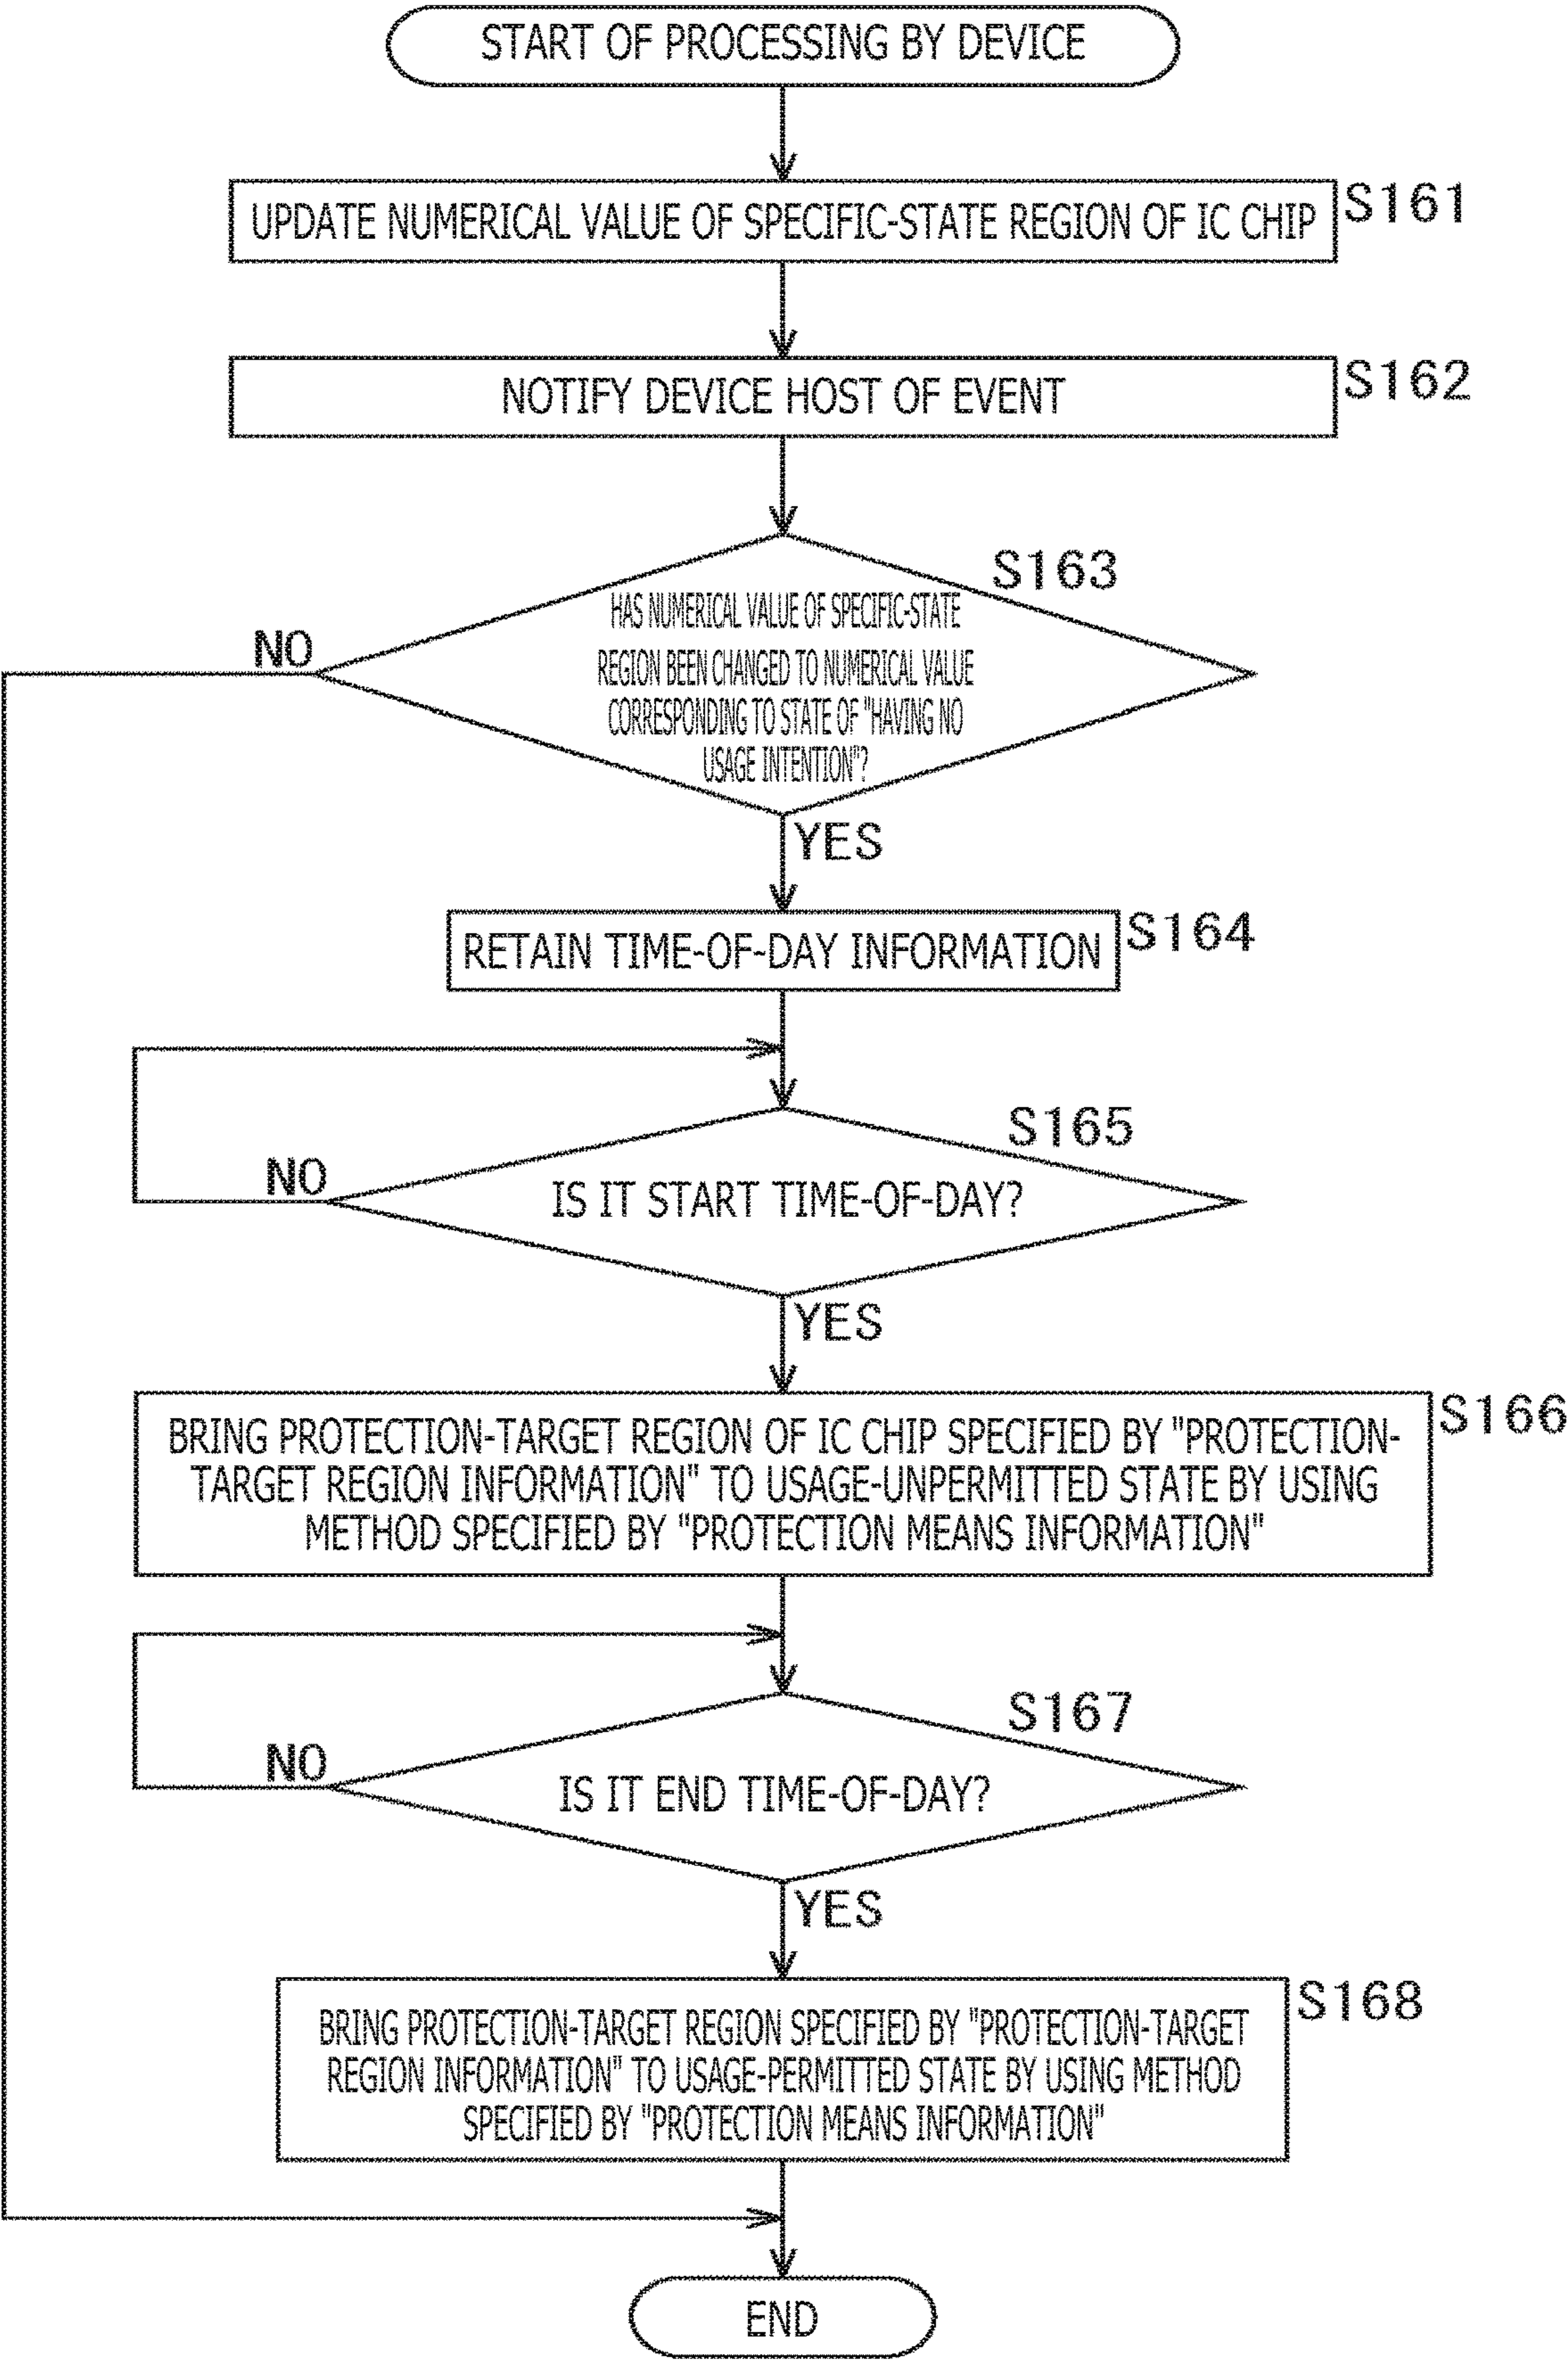 START OF PROCESSING BY DEVICE
UPDATE NUMERICAL VALUE OF SPECIFIC-STATE REGION OF IC CHIP
S161
NOTIFY DEVICE HOST OF EVENT
S162
S163
HAS NUMERICAL VALUE OF SPECIFIC-STATE
REGION BEEN CHANGED TO NUMERICAL VALUE
CORRESPONDING TO STATE OF "HAVING NO
USAGE INTENTION"?
NO
YES
RETAIN TIME-OF-DAY INFORMATION
S164
S165
IS IT START TIME-OF-DAY?
NO
YES
BRING PROTECTION-TARGET REGION OF IC CHIP SPECIFIED BY "PROTECTION-
TARGET REGION INFORMATION" TO USAGE-UNPERMITTED STATE BY USING
METHOD SPECIFIED BY "PROTECTION MEANS INFORMATION"
S166
S167
IS IT END TIME-OF-DAY?
NO
YES
BRING PROTECTION-TARGET REGION SPECIFIED BY "PROTECTION-TARGET
REGION INFORMATION" TO USAGE-PERMITTED STATE BY USING METHOD
SPECIFIED BY "PROTECTION MEANS INFORMATION"
S168
END